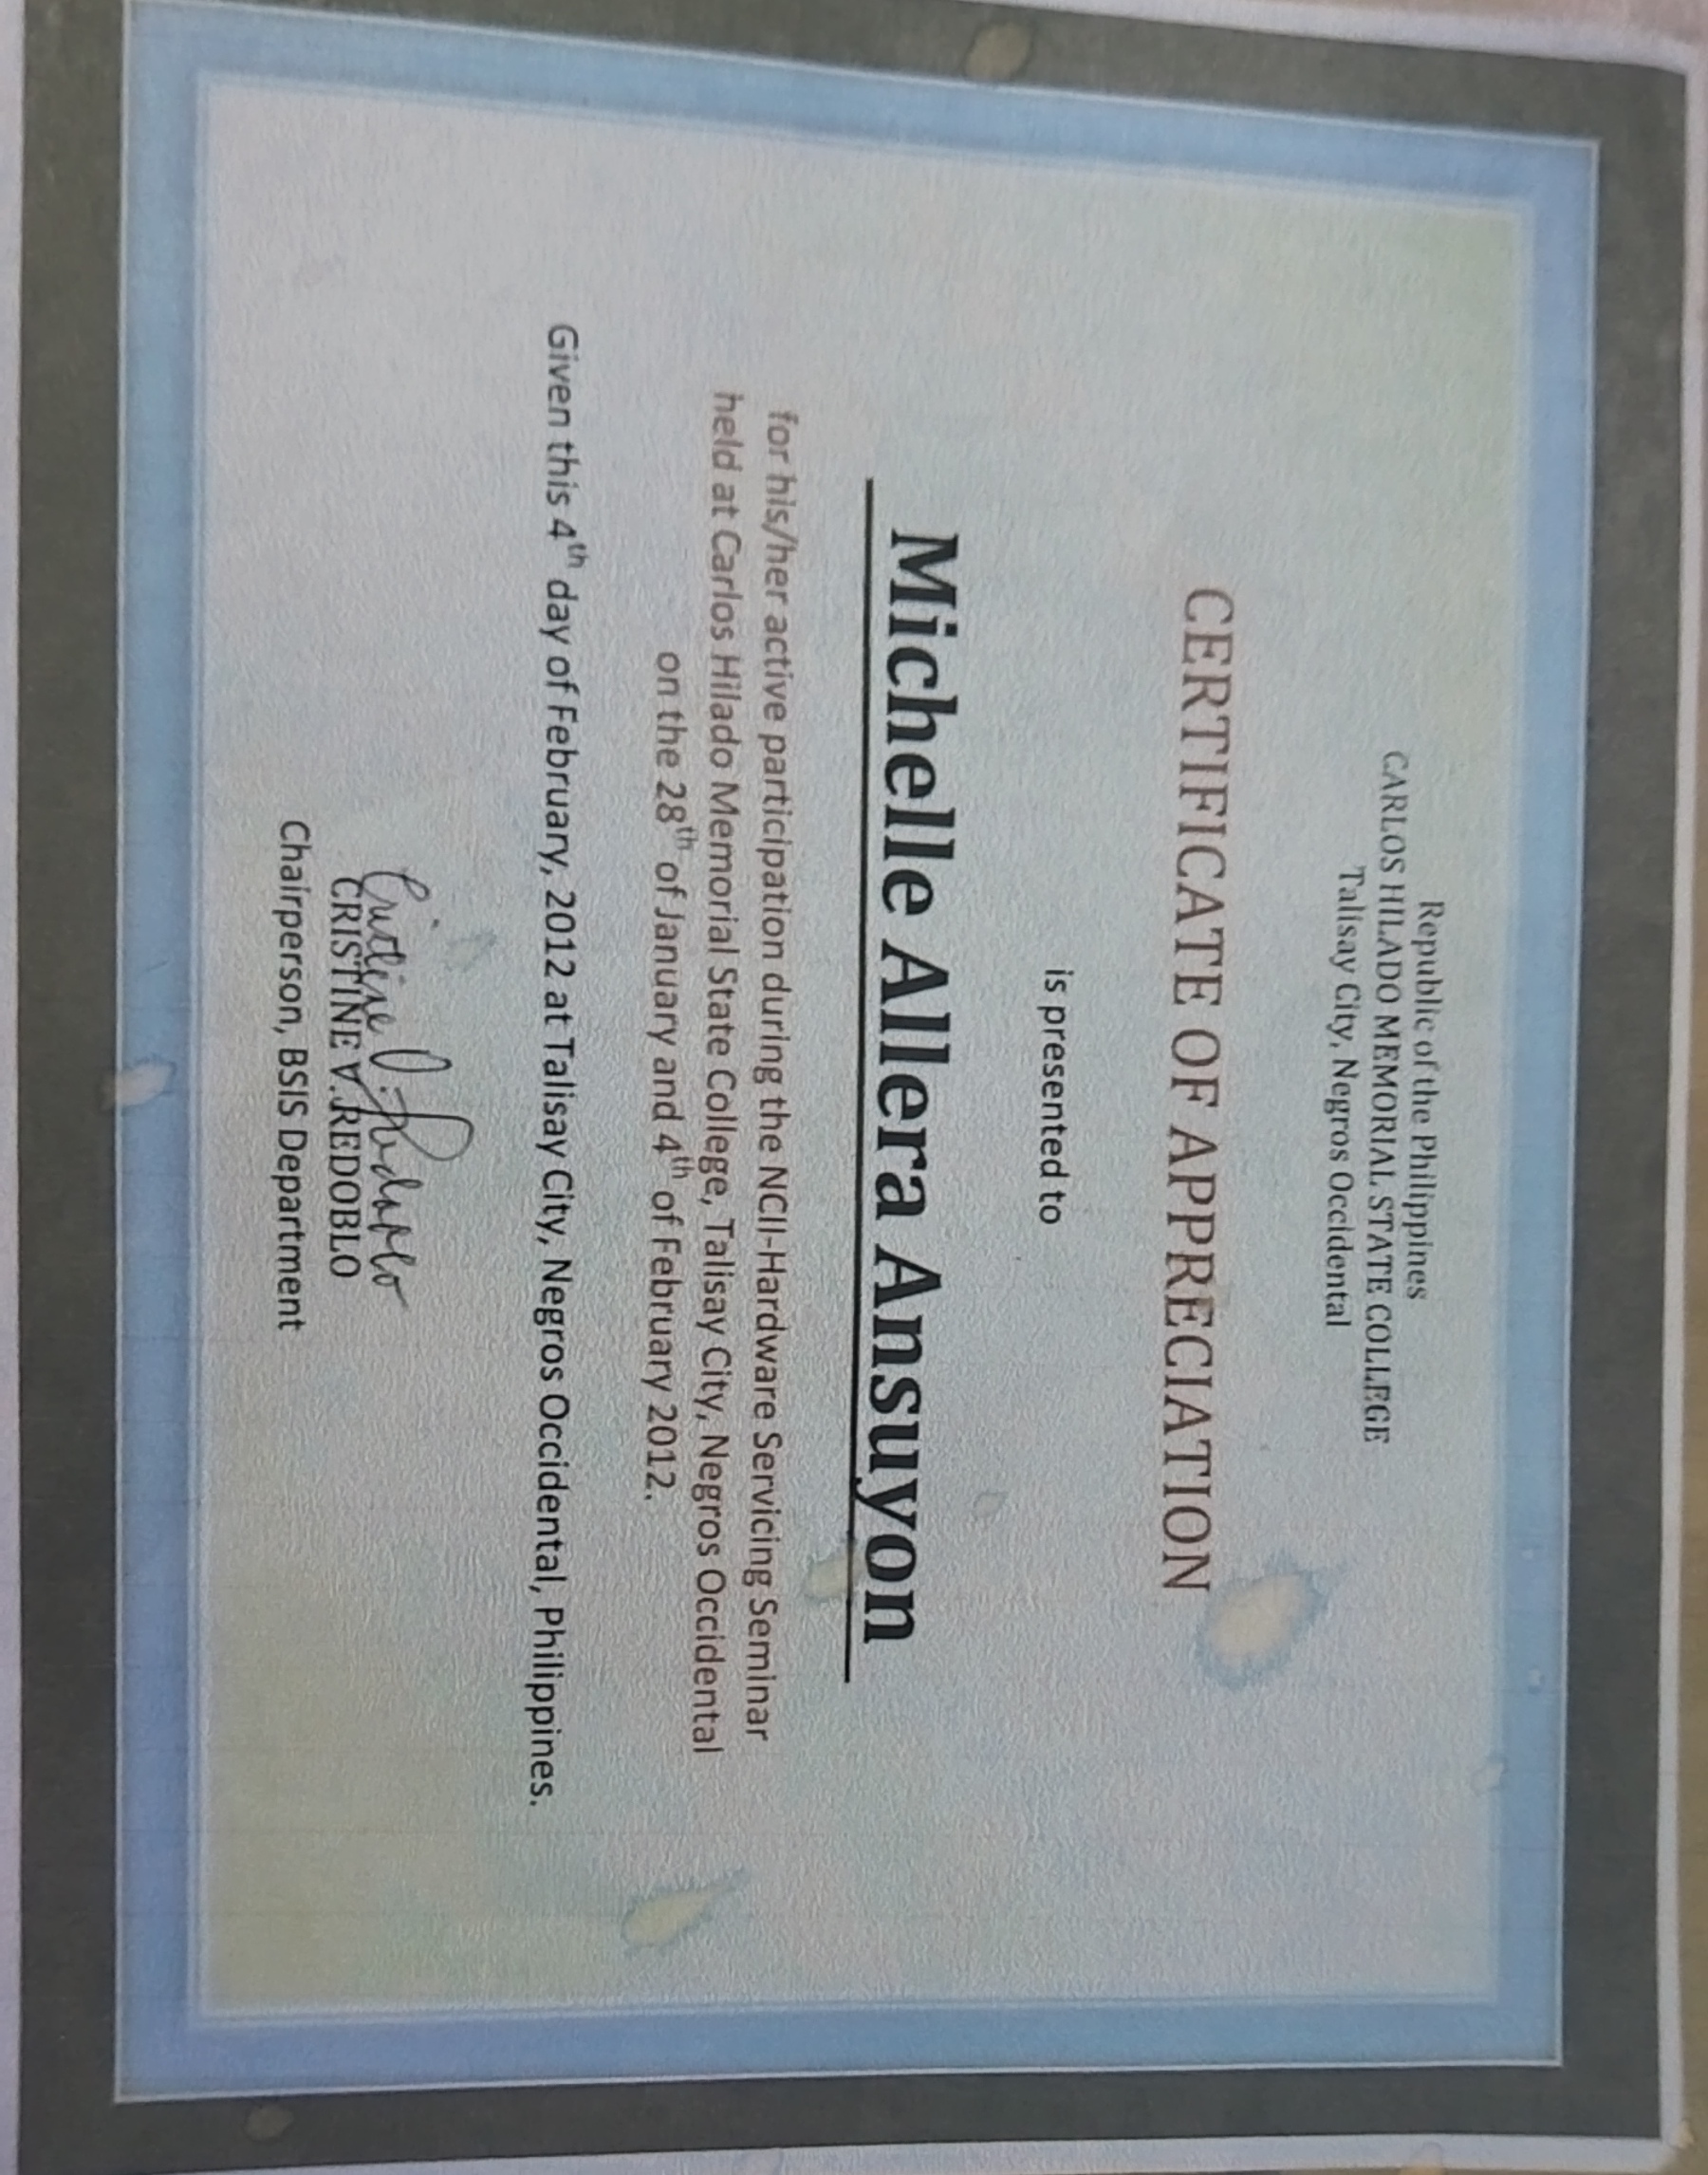 Republic of the Philippines
CARLOS HILADO MEMORIAL STATE COLLEGE
Talisay City, Negros Occidental
CERTIFICATE OF APPRECIATION
is presented to
Michelle Allera Ansuyon
for his/her active participation during the NCII-Hardware Servicing Seminar
held at Carlos Hilado Memorial State College, Talisay City, Negros Occidental
on the 28th of January and 4th of February 2012.
Given this 4th day of February, 2012 at Talisay City, Negros Occidental, Philippines.
Cristine V. Redoblo
CRISTINE V. REDOBLO
Chairperson, BSIS Department